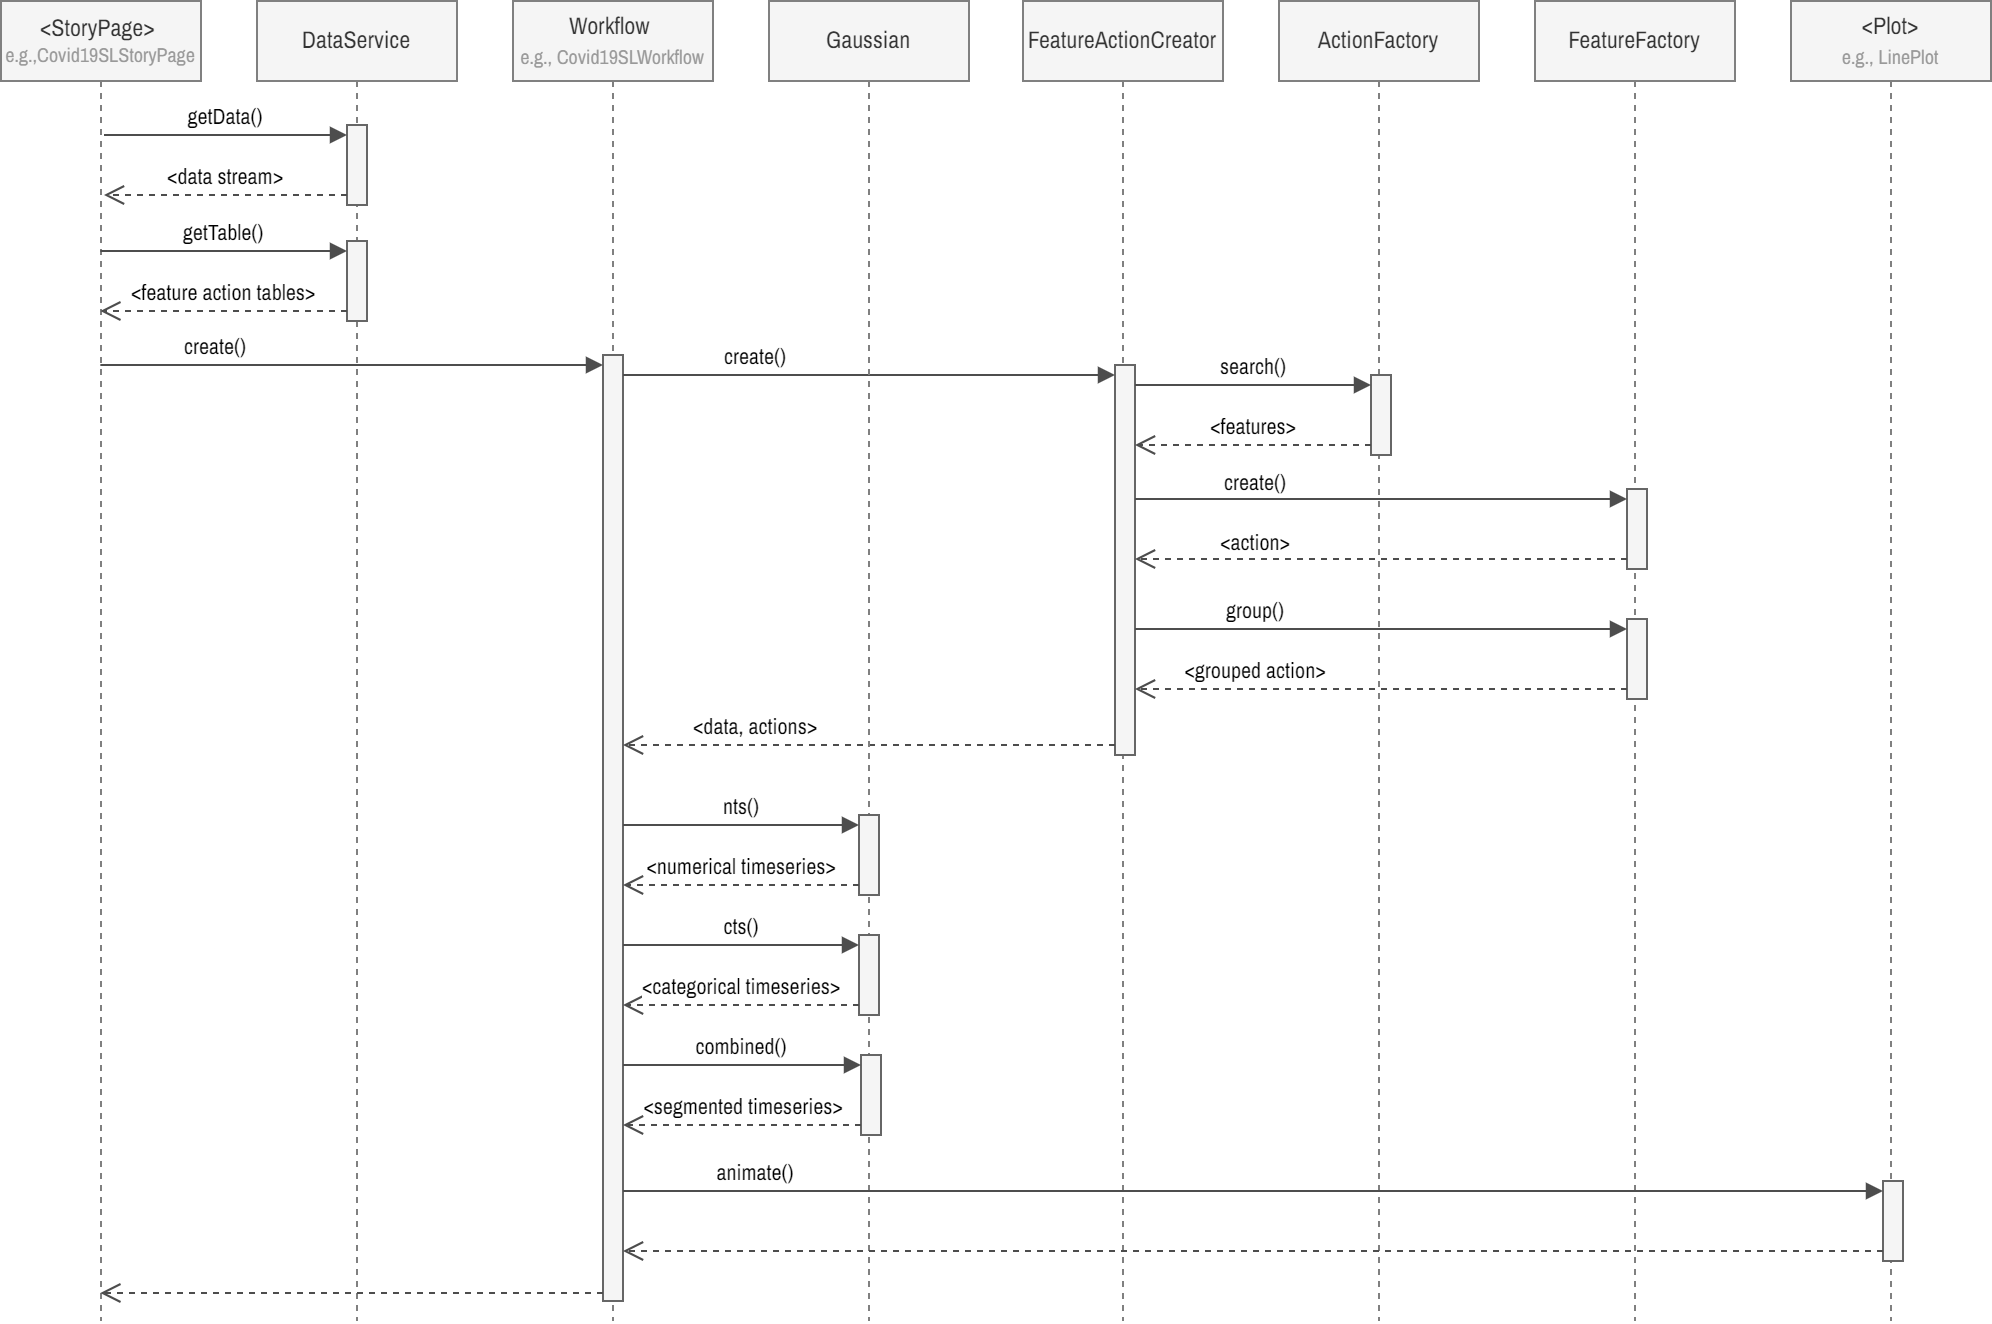 <StoryPage>
e.g.,Covid19SLStoryPage
DataService
Workflow
e.g., Covid19SLWorkflow
Gaussian
FeatureActionCreator
ActionFactory
FeatureFactory
<Plot>
e.g., LinePlot
getData()
<data stream>
getTable()
<feature action tables>
create()
create()
search()
<features>
create()
<action>
group()
<grouped action>
<data, actions>
nts()
<numerical timeseries>
cts()
<categorical timeseries>
combined()
<segmented timeseries>
animate()